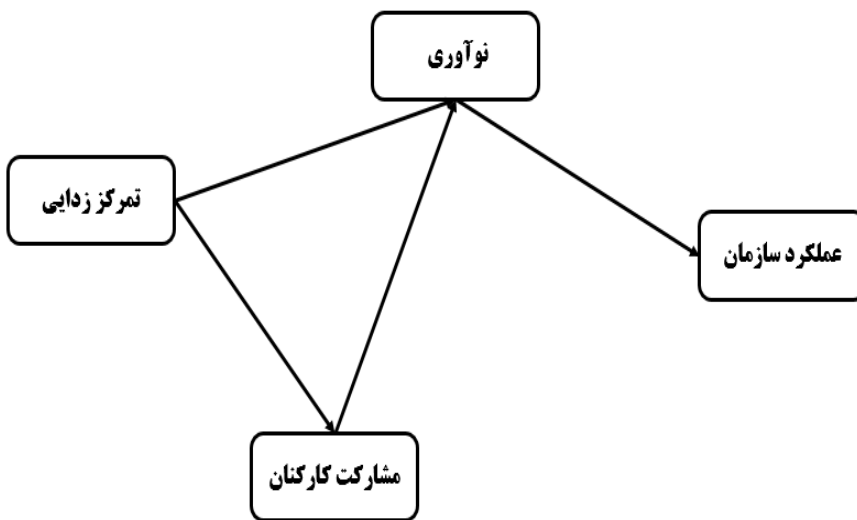 نوآوری
تمرکز زدایی
عملکرد سازمان
مشارکت کارکنان